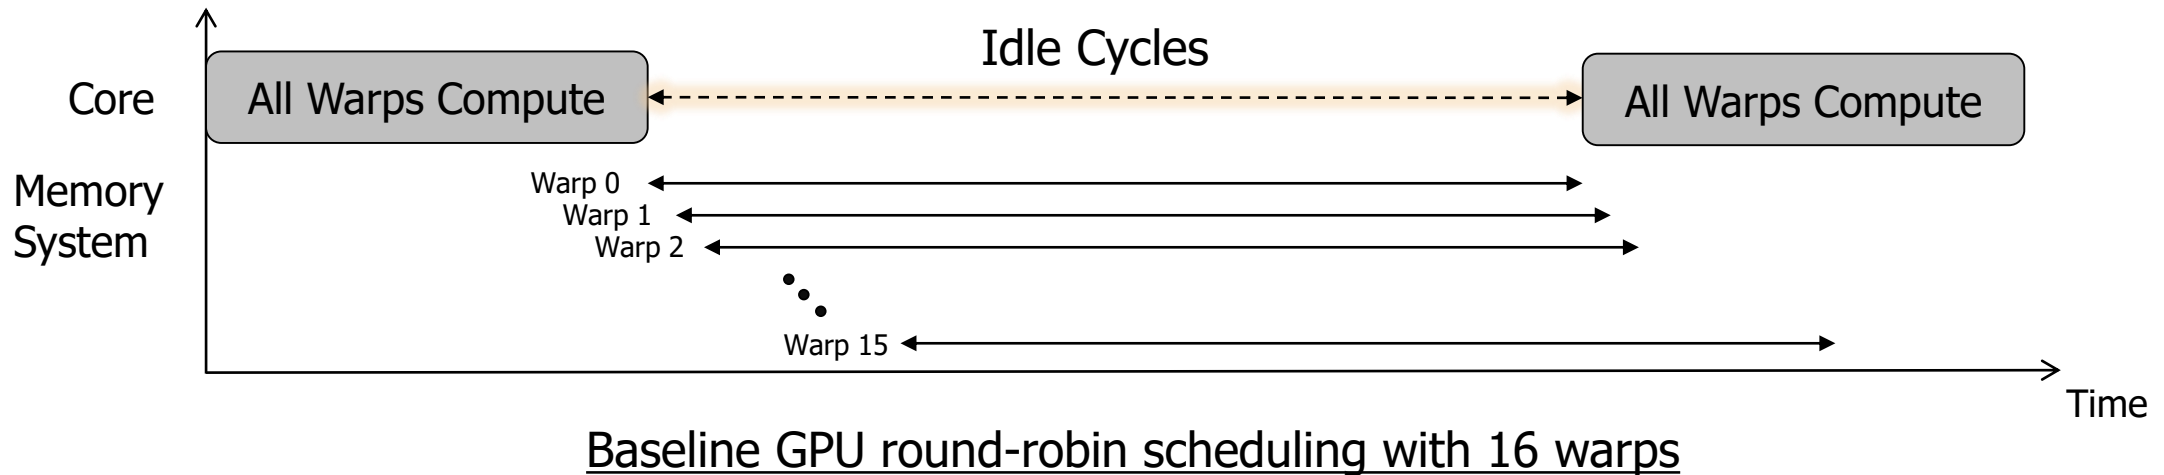 Idle Cycles
Core
All Warps Compute
All Warps Compute
Memory
System
Warp 0
Warp 1
Warp 2
Warp 15
Time
Baseline GPU round-robin scheduling with 16 warps